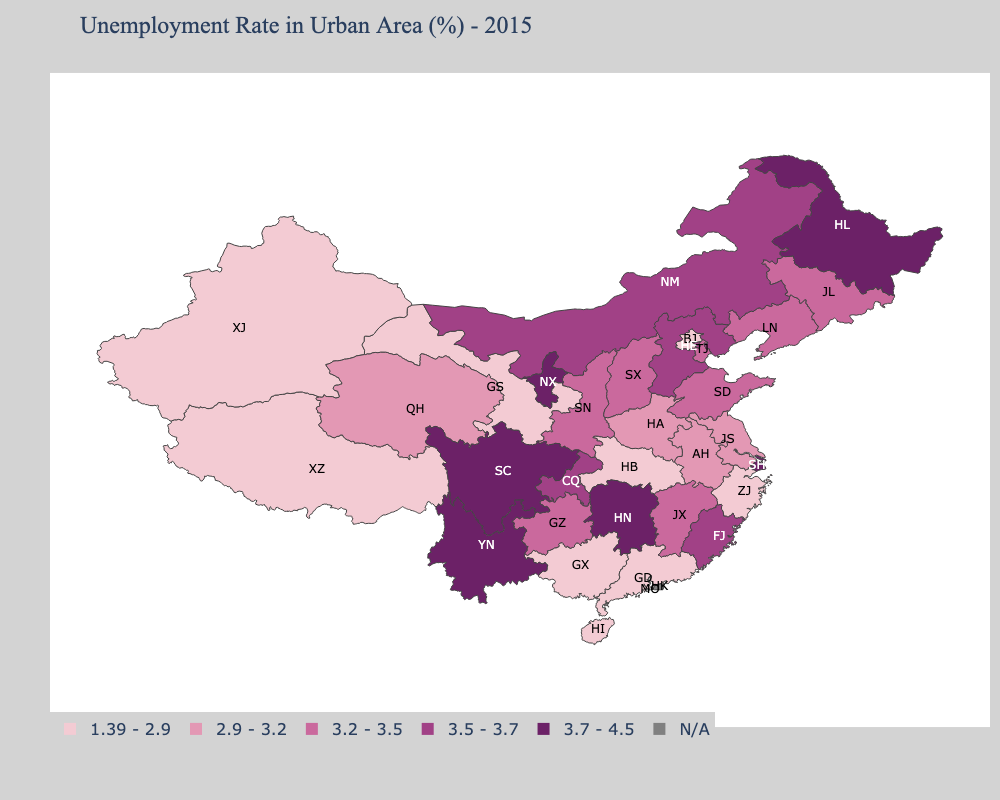 Unemployment Rate in Urban Area (%) - 2015
HL
NM
JL
XJ
LN
BJ
HE
TJ
SX
NX
GS
SD
QH
SN
HA
JS
AH
SH
XZ
SC
HB
CQ
ZJ
HN
JX
GZ
FJ
YN
GX
GD
HK
MO
HI
1.39 - 2.9
2.9 - 3.2
3.2 - 3.5
3.5 - 3.7
3.7 - 4.5
N/A